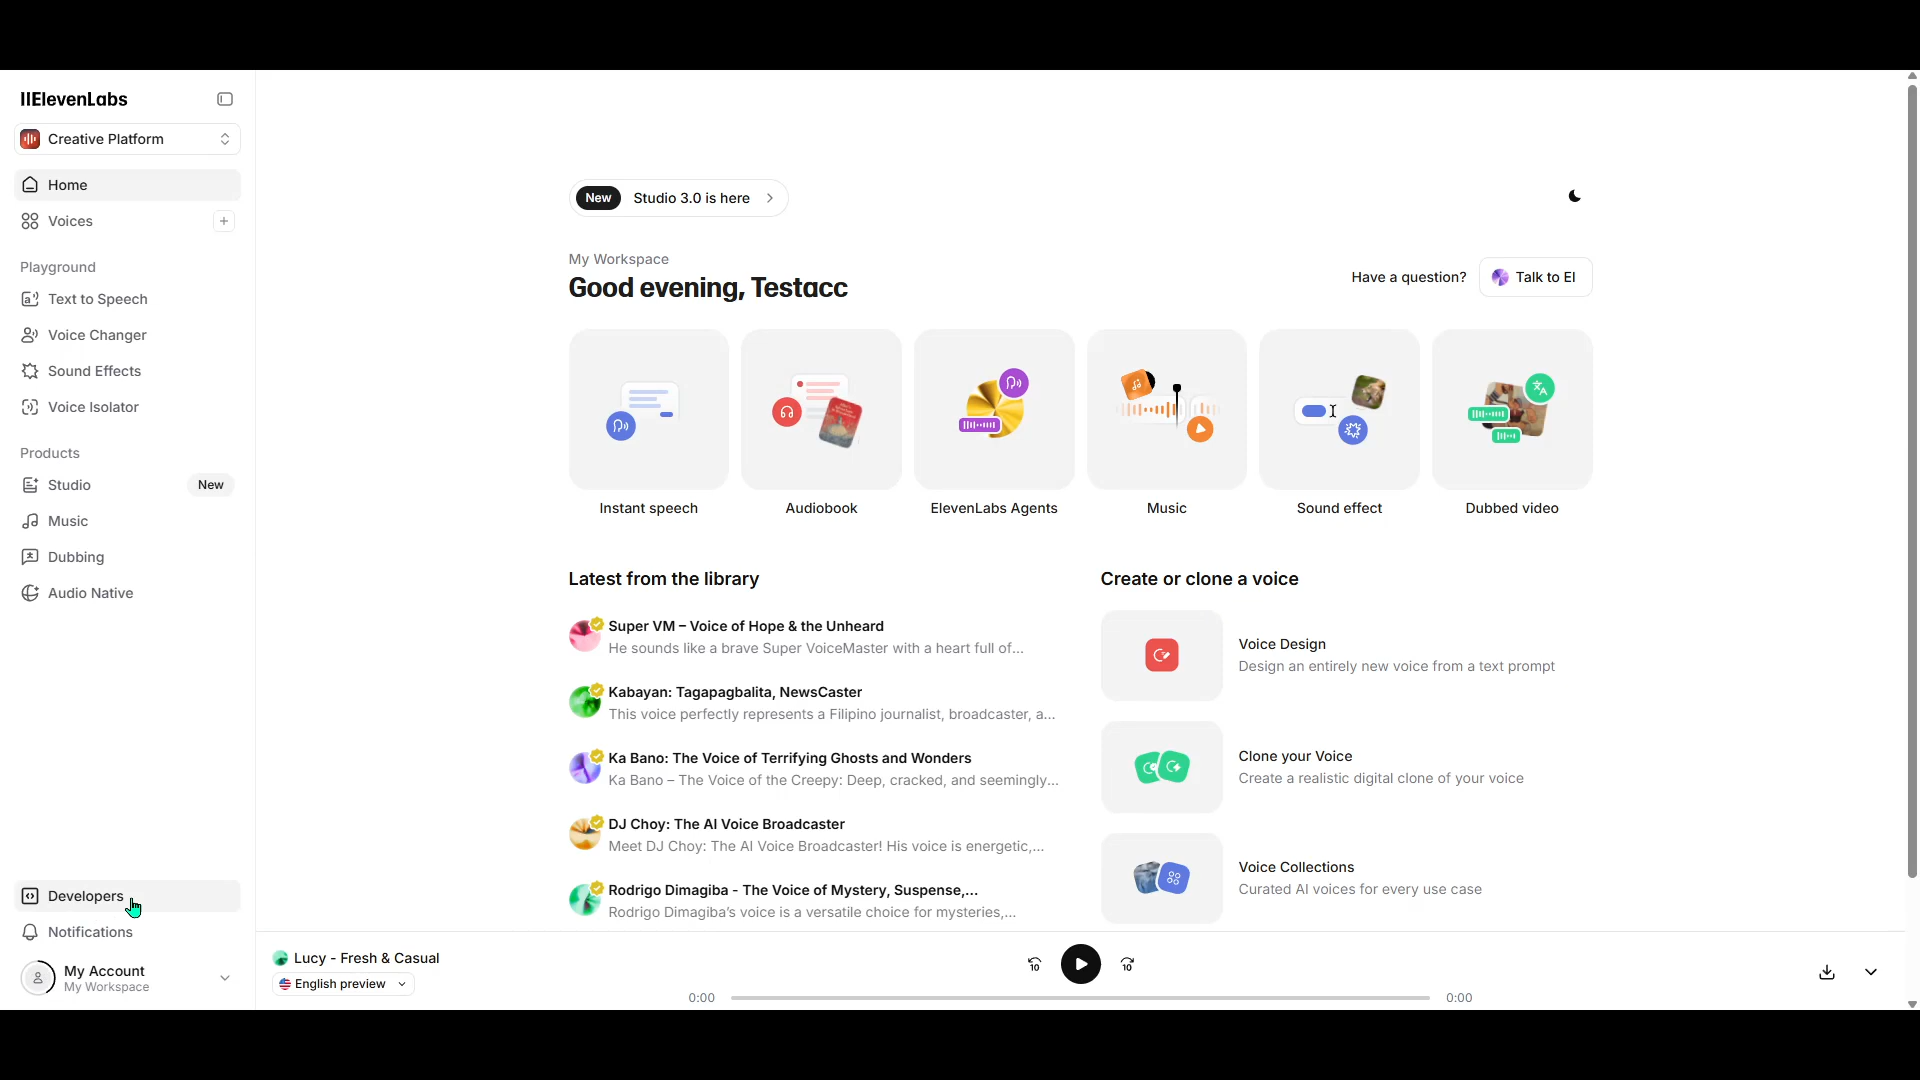 IIElevenLabs
Creative Platform
Home
Voices
Playground
Text to Speech
Voice Changer
Sound Effects
Voice Isolator
Products
Studio New
Music
Dubbing
Audio Native
Developers
Notifications
My Account
My Workspace
New Studio 3.0 is here
My Workspace
Good evening, Testacc
Have a question? Talk to El
Instant speech
Audiobook
ElevenLabs Agents
Music
Sound effect
Dubbed video
Latest from the library
Super VM – Voice of Hope & the Unheard
He sounds like a brave Super VoiceMaster with a heart full of...
Kabayan: Tagapagbalita, NewsCaster
This voice perfectly represents a Filipino journalist, broadcaster, a...
Ka Bano: The Voice of Terrifying Ghosts and Wonders
Ka Bano – The Voice of the Creepy: Deep, cracked, and seemingly...
DJ Choy: The AI Voice Broadcaster
Meet DJ Choy: The AI Voice Broadcaster! His voice is energetic,...
Rodrigo Dimagiba - The Voice of Mystery, Suspense,...
Rodrigo Dimagiba's voice is a versatile choice for mysteries,...
Create or clone a voice
Voice Design
Design an entirely new voice from a text prompt
Clone your Voice
Create a realistic digital clone of your voice
Voice Collections
Curated AI voices for every use case
Lucy - Fresh & Casual
English preview
10
10
0:00
0:00